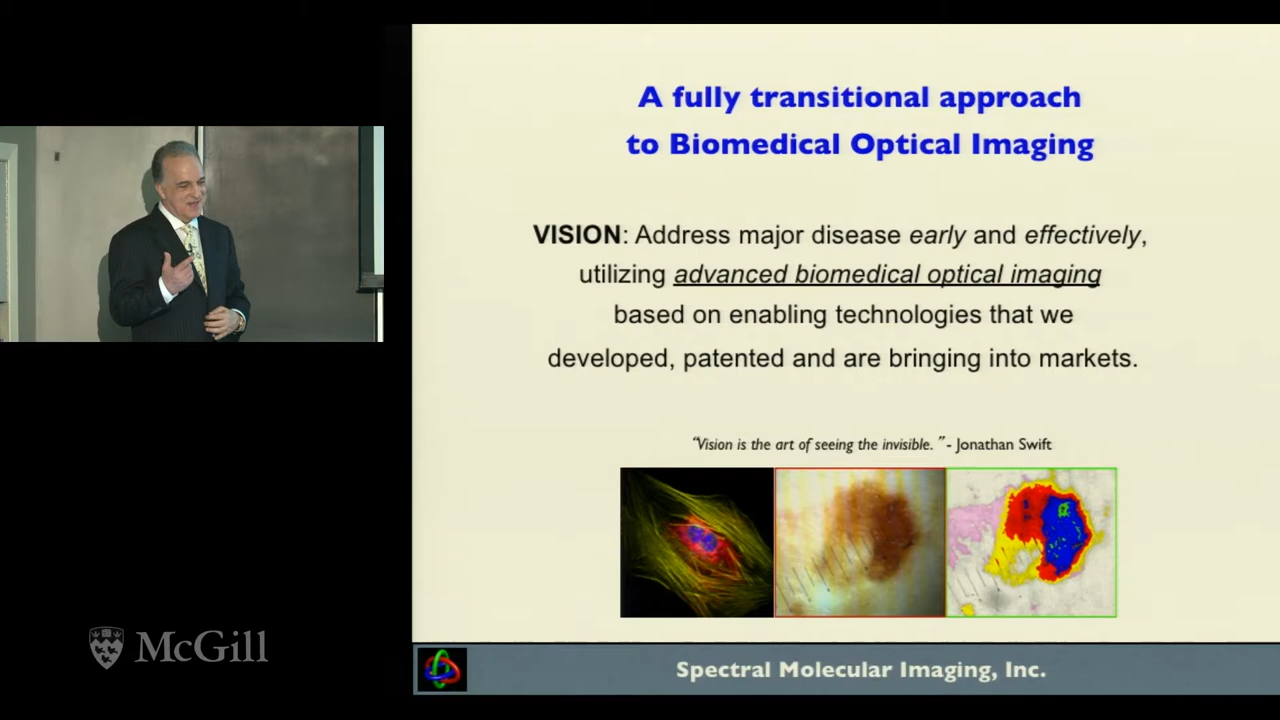 A fully transitional approach
to Biomedical Optical Imaging
VISION: Address major disease early and effectively,
utilizing advanced biomedical optical imaging
based on enabling technologies that we
developed, patented and are bringing into markets.
“Vision is the art of seeing the invisible.” - Jonathan Swift
McGill
Spectral Molecular Imaging, Inc.